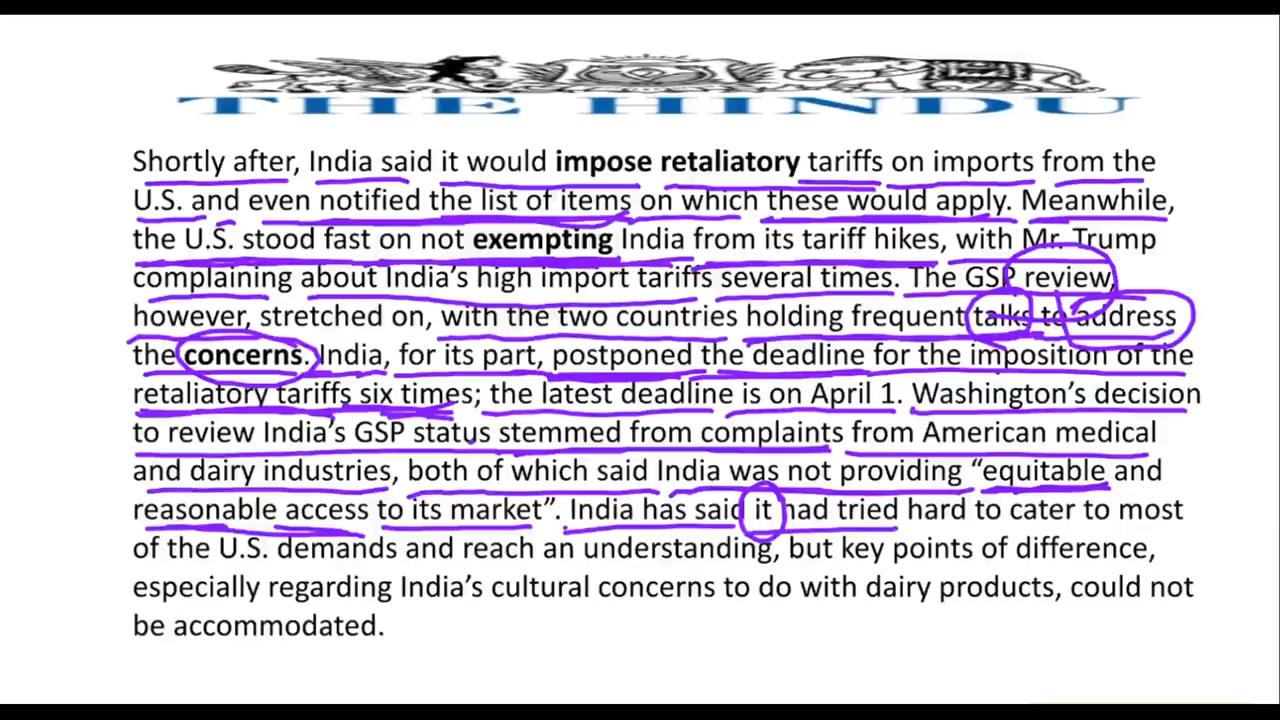 THE HINDU
Shortly after, India said it would impose retaliatory tariffs on imports from the
U.S. and even notified the list of items on which these would apply. Meanwhile,
the U.S. stood fast on not exempting India from its tariff hikes, with Mr. Trump
complaining about India's high import tariffs several times. The GSP review,
however, stretched on, with the two countries holding frequent talks to address
the concerns. India, for its part, postponed the deadline for the imposition of the
retaliatory tariffs six times; the latest deadline is on April 1. Washington's decision
to review India's GSP status stemmed from complaints from American medical
and dairy industries, both of which said India was not providing “equitable and
reasonable access to its market”. India has said it had tried hard to cater to most
of the U.S. demands and reach an understanding, but key points of difference,
especially regarding India's cultural concerns to do with dairy products, could not
be accommodated.